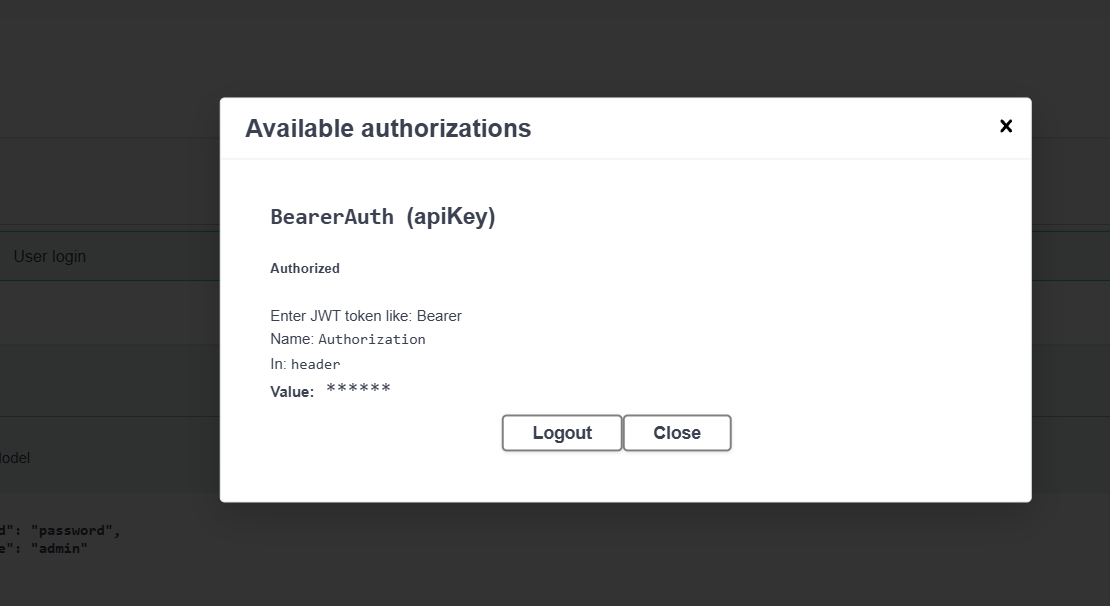 Available authorizations
BearerAuth (apiKey)
User login
Authorized
Enter JWT token like: Bearer
Name: Authorization
In: header
Value: ******
Logout Close
d": "password",
e": "admin"